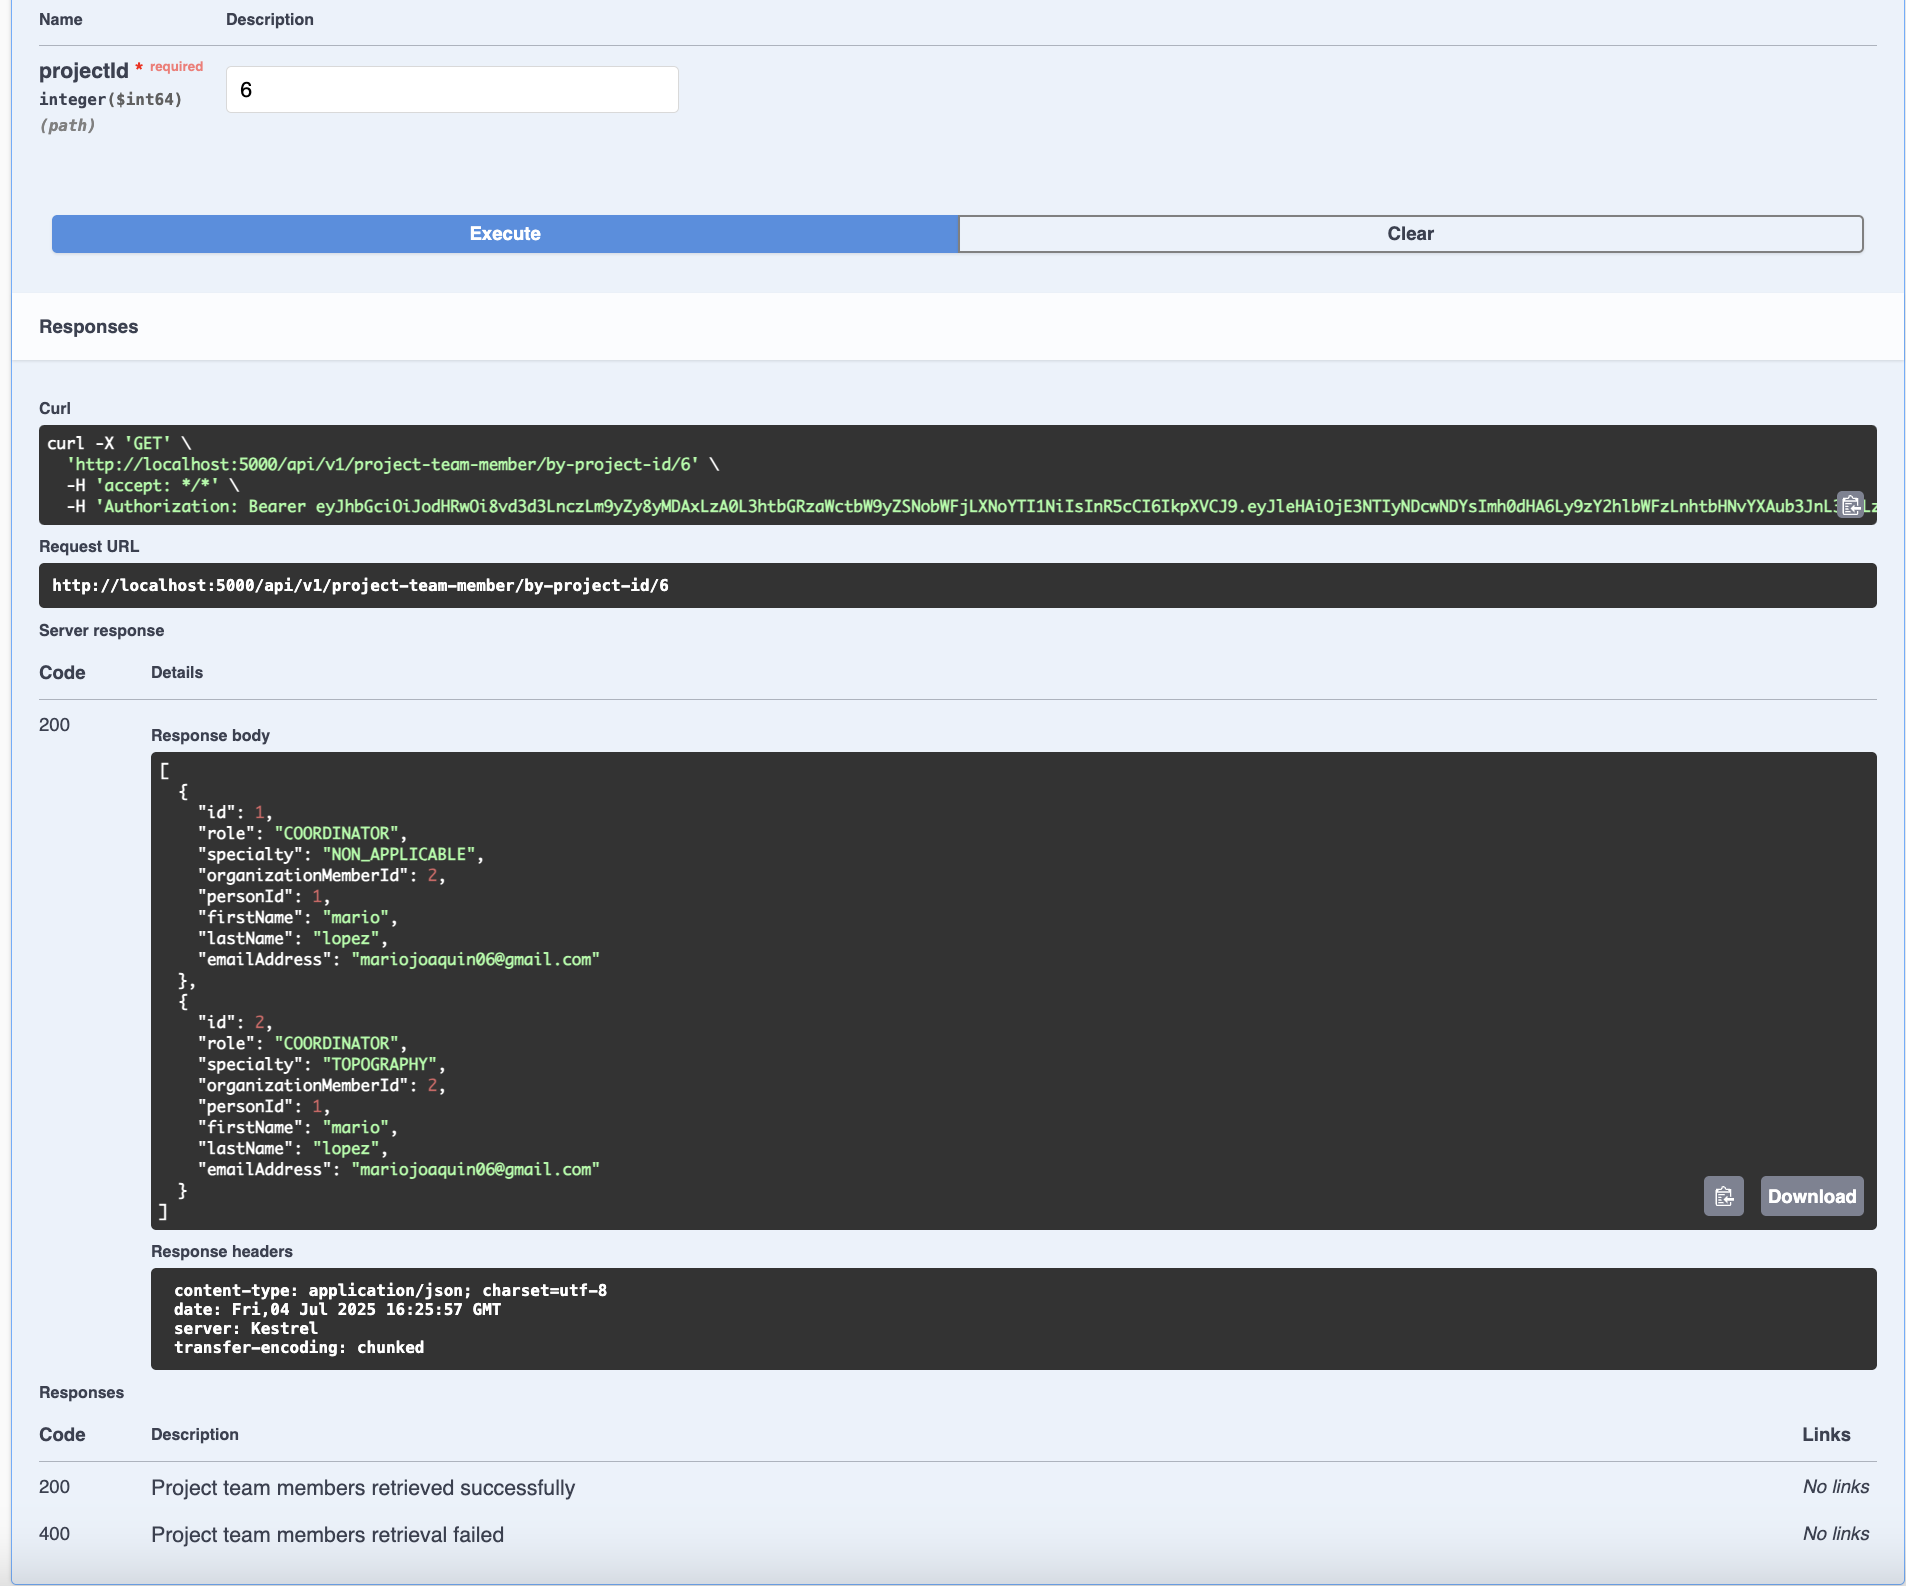 Name Description
projectId * required
integer($int64)
(path)
6
Execute Clear
Responses
Curl
curl -X 'GET' \
'http://localhost:5000/api/v1/project-team-member/by-project-id/6' \
-H 'accept: */*' \
-H 'Authorization: Bearer
Request URL
http://localhost:5000/api/v1/project-team-member/by-project-id/6
Server response
Code Details
200
Response body
[
{
"id": 1,
"role": "COORDINATOR",
"specialty": "NON_APPLICABLE",
"organizationMemberId": 2,
"personId": 1,
"firstName": "mario",
"lastName": "lopez",
"emailAddress": "mariojoaquin06@gmail.com"
},
{
"id": 2,
"role": "COORDINATOR",
"specialty": "TOPOGRAPHY",
"organizationMemberId": 2,
"personId": 1,
"firstName": "mario",
"lastName": "lopez",
"emailAddress": "mariojoaquin06@gmail.com"
}
]
Download
Response headers
content-type: application/json; charset=utf-8
date: Fri,04 Jul 2025 16:25:57 GMT
server: Kestrel
transfer-encoding: chunked
Responses
Code Description Links
200 Project team members retrieved successfully No links
400 Project team members retrieval failed No links